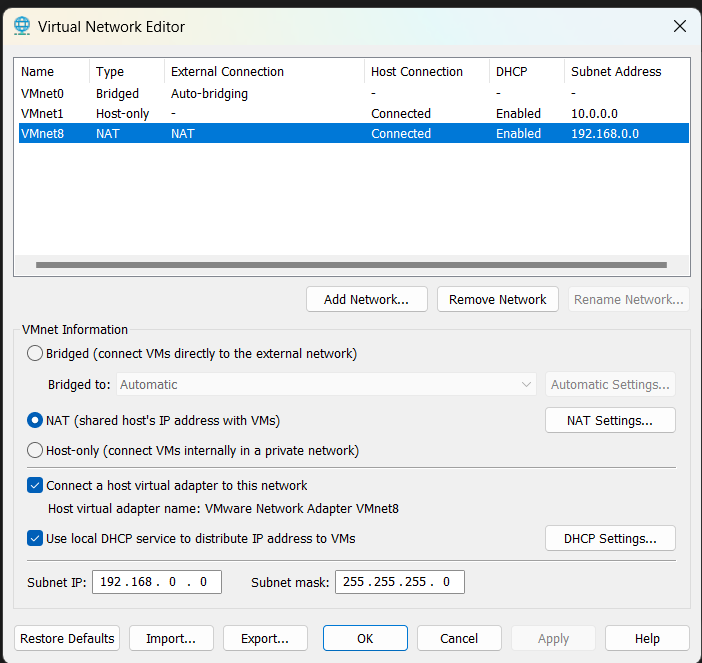 Virtual Network Editor
Name Type External Connection Host Connection DHCP Subnet Address
VMnet0 Bridged Auto-bridging - - -
VMnet1 Host-only - Connected Enabled 10.0.0.0
VMnet8 NAT NAT Connected Enabled 192.168.0.0
Add Network... Remove Network Rename Network...
VMnet Information
Bridged (connect VMs directly to the external network)
Bridged to: Automatic Automatic Settings...
NAT (shared host's IP address with VMs) NAT Settings...
Host-only (connect VMs internally in a private network)
Connect a host virtual adapter to this network
Host virtual adapter name: VMware Network Adapter VMnet8
Use local DHCP service to distribute IP address to VMs DHCP Settings...
Subnet IP: 192 . 168 . 0 . 0 Subnet mask: 255 . 255 . 255 . 0
Restore Defaults Import... Export... OK Cancel Apply Help